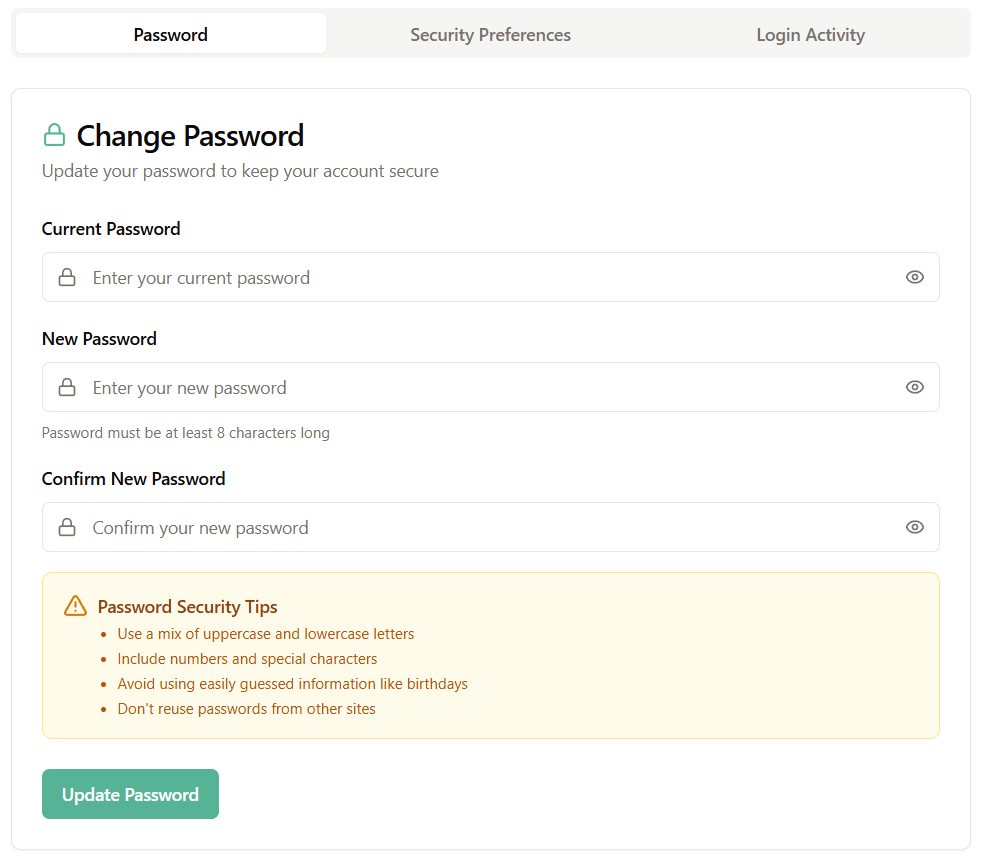 Password
Security Preferences
Login Activity
Change Password
Update your password to keep your account secure
Current Password
Enter your current password
New Password
Enter your new password
Password must be at least 8 characters long
Confirm New Password
Confirm your new password
Password Security Tips
• Use a mix of uppercase and lowercase letters
• Include numbers and special characters
• Avoid using easily guessed information like birthdays
• Don't reuse passwords from other sites
Update Password